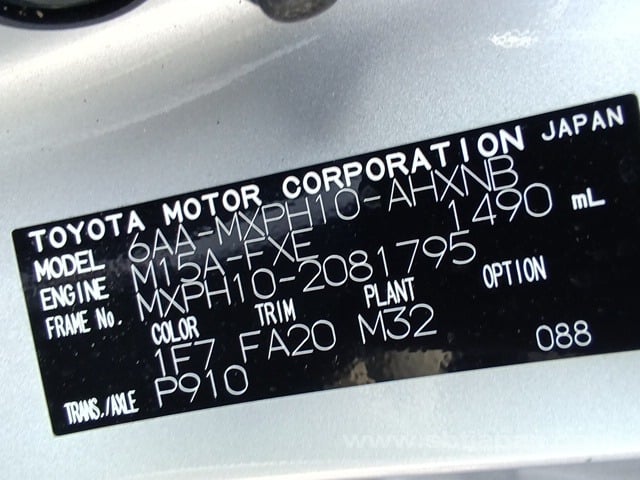 TOYOTA MOTOR CORPORATION JAPAN
MODEL 6AA-MXPH10-AHXNB
ENGINE M15A-FXE 1490 mL
FRAME No. MXPH10-2081795
COLOR TRIM PLANT OPTION
1F7 FA20 M32 088
TRANS./AXLE P910